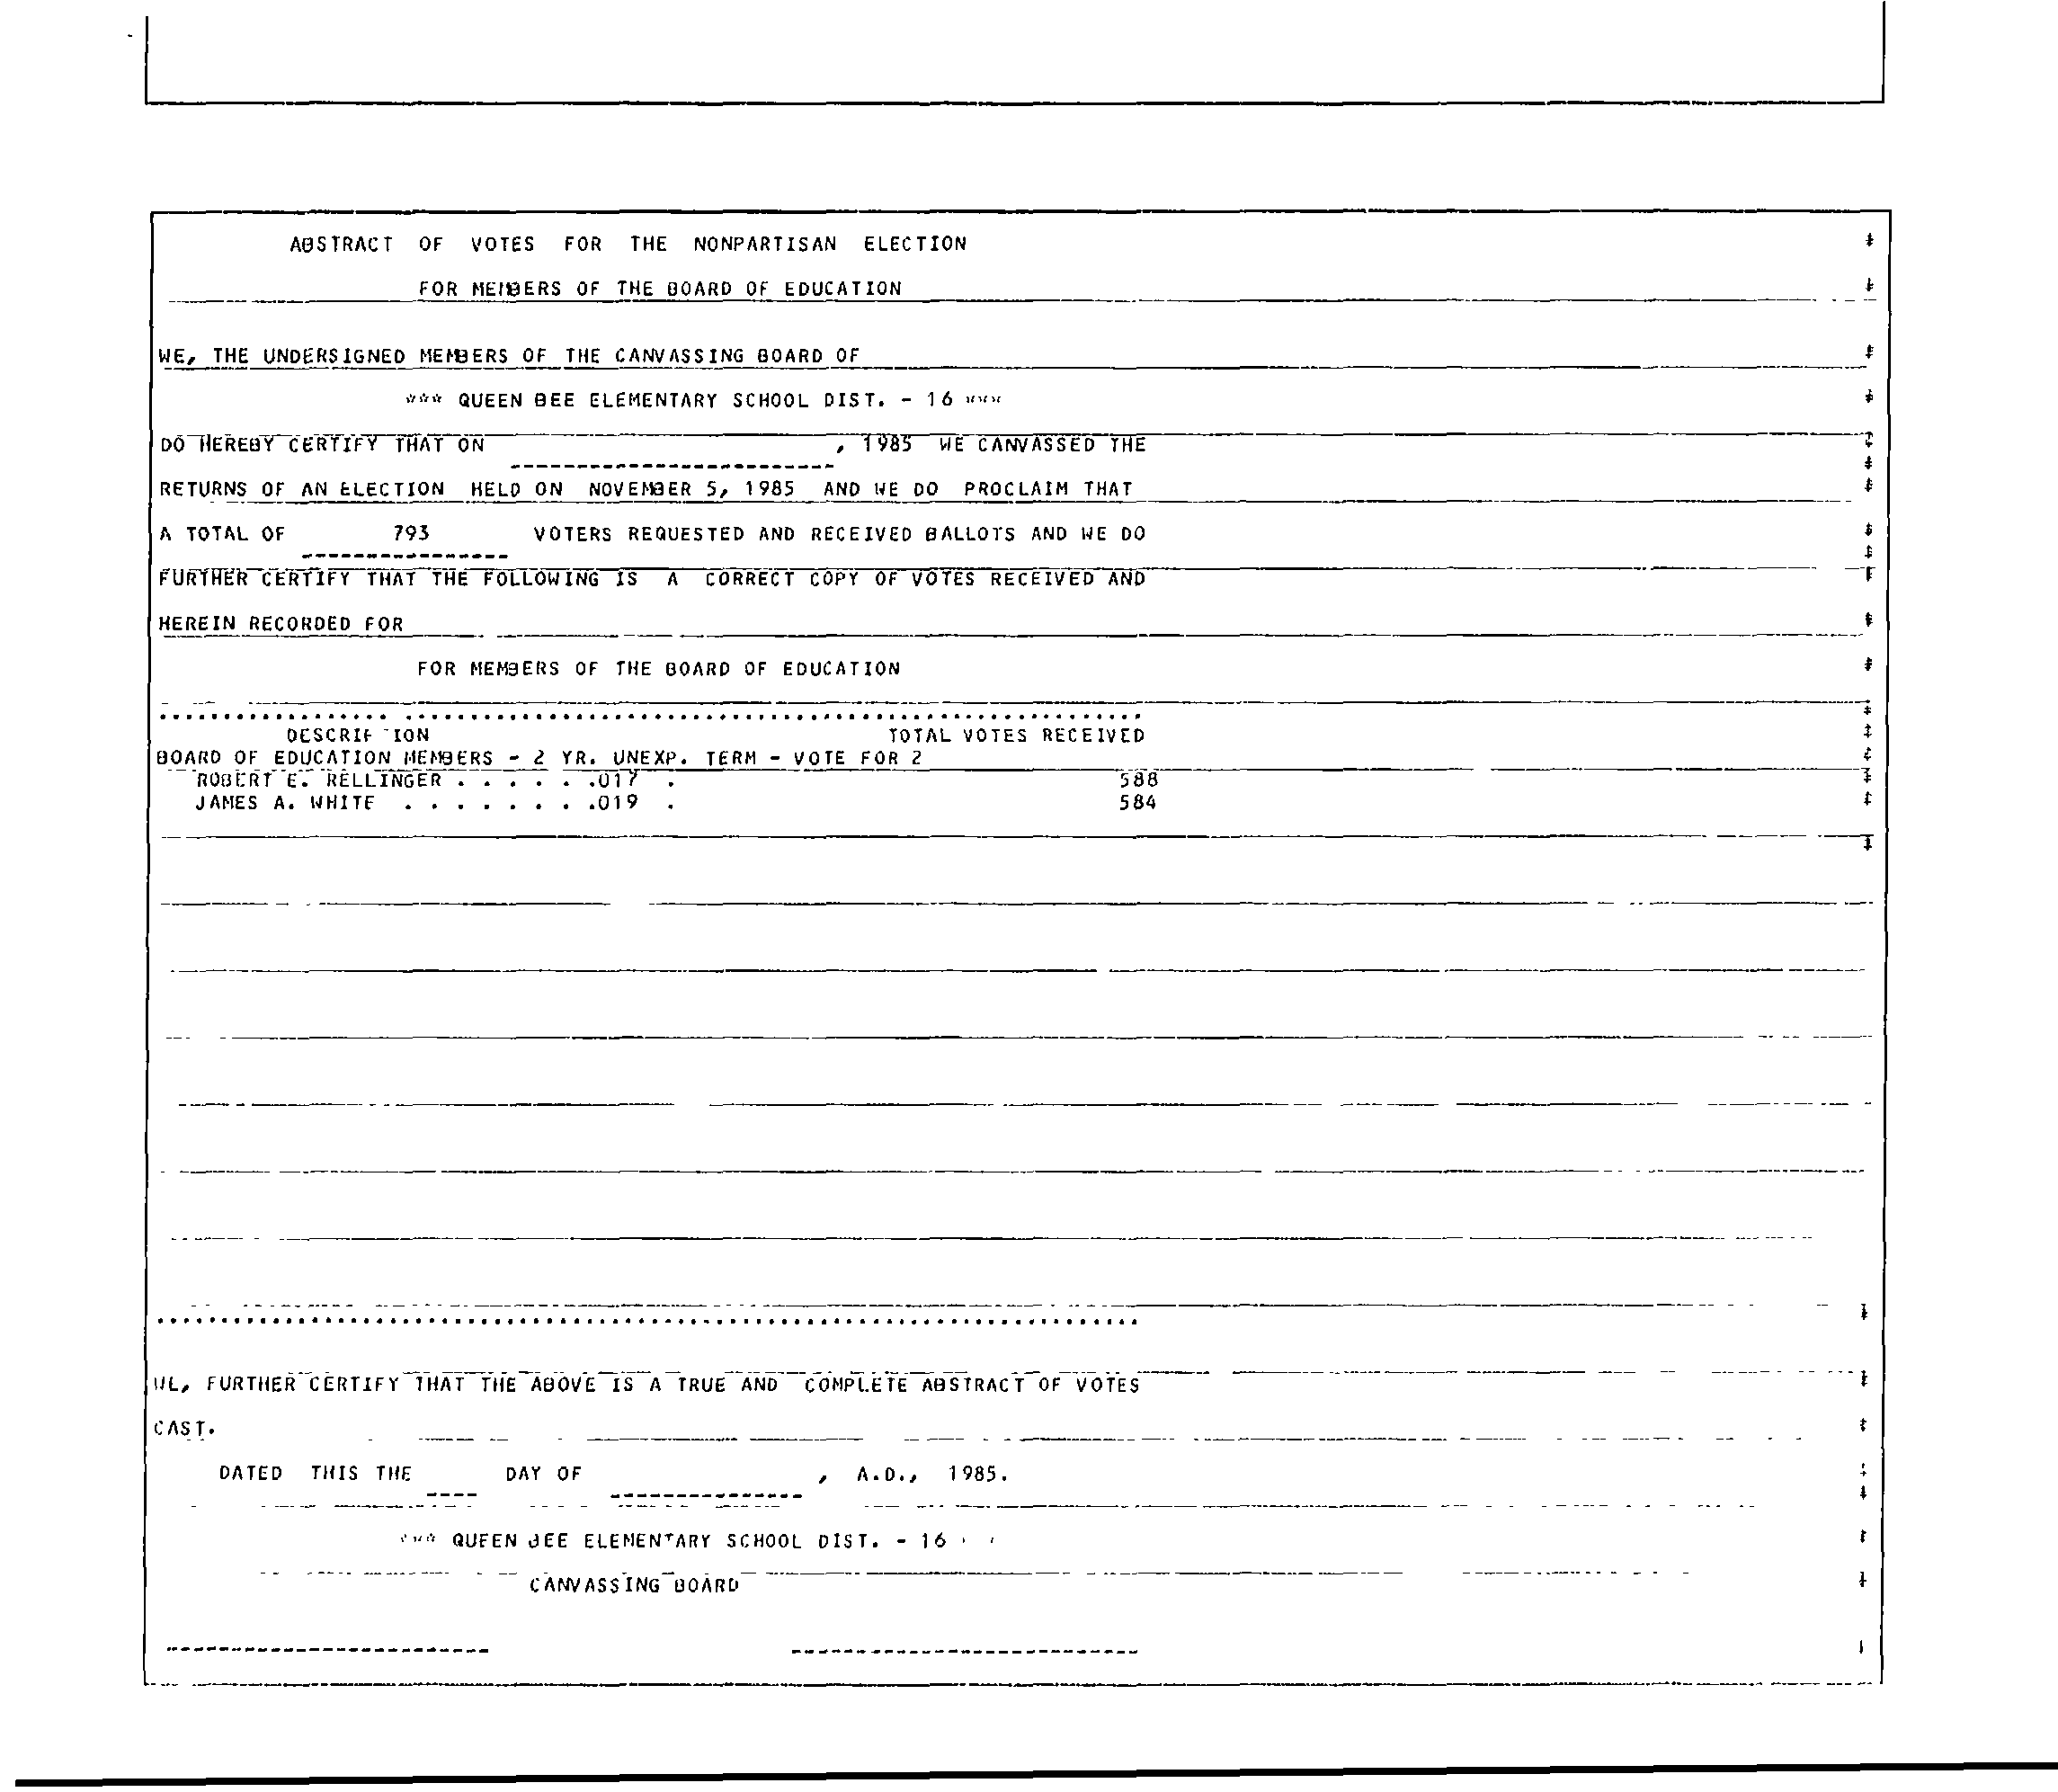 ABSTRACT OF VOTES FOR THE NONPARTISAN ELECTION
FOR MEMBERS OF THE BOARD OF EDUCATION
WE, THE UNDERSIGNED MEMBERS OF THE CANVASSING BOARD OF
*** QUEEN BEE ELEMENTARY SCHOOL DIST. - 16 ***
DO HEREBY CERTIFY THAT ON , 1985 WE CANVASSED THE
RETURNS OF AN ELECTION HELD ON NOVEMBER 5, 1985 AND WE DO PROCLAIM THAT
A TOTAL OF 793 VOTERS REQUESTED AND RECEIVED BALLOTS AND WE DO
FURTHER CERTIFY THAT THE FOLLOWING IS A CORRECT COPY OF VOTES RECEIVED AND
HEREIN RECORDED FOR
FOR MEMBERS OF THE BOARD OF EDUCATION
DESCRIPTION TOTAL VOTES RECEIVED
BOARD OF EDUCATION MEMBERS - 2 YR. UNEXP. TERM - VOTE FOR 2
ROBERT E. RELLINGER . . . . . .017 . 588
JAMES A. WHITE . . . . . . . .019 . 584
WE, FURTHER CERTIFY THAT THE ABOVE IS A TRUE AND COMPLETE ABSTRACT OF VOTES
CAST.
DATED THIS THE DAY OF , A.D., 1985.
*** QUEEN BEE ELEMENTARY SCHOOL DIST. - 16
CANVASSING BOARD